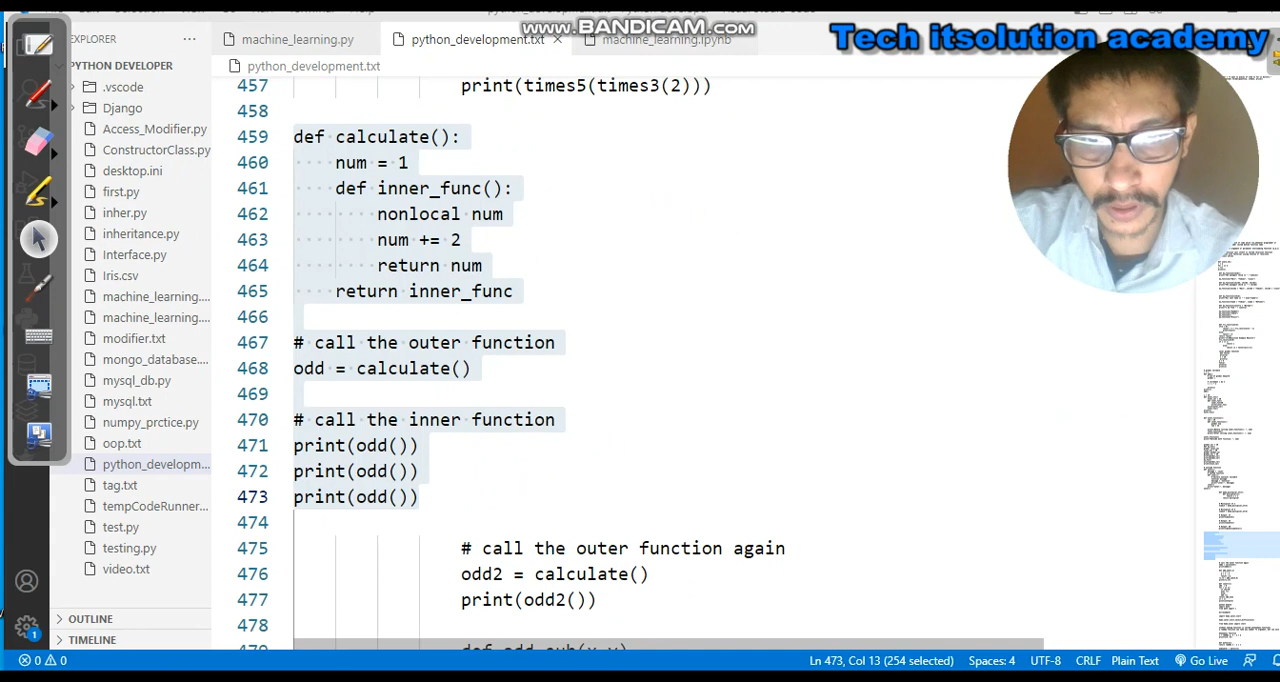 www.BANDICAM.com
Tech itsolution academy
EXPLORER
machine_learning.py
python_development.txt
machine_learning.ipynb
PYTHON DEVELOPER
python_development.txt
.vscode
Django
Access_Modifier.py
ConstructorClass.py
desktop.ini
first.py
inher.py
inheritance.py
Interface.py
Iris.csv
machine_learning....
machine_learning....
modifier.txt
mongo_database...
mysql_db.py
mysql.txt
numpy_prctice.py
oop.txt
python_developm...
tag.txt
tempCodeRunner...
test.py
testing.py
video.txt
OUTLINE
TIMELINE
457 print(times5(times3(2)))
458
459 def calculate():
460 num = 1
461 def inner_func():
462 nonlocal num
463 num += 2
464 return num
465 return inner_func
466
467 # call the outer function
468 odd = calculate()
469
470 # call the inner function
471 print(odd())
472 print(odd())
473 print(odd())
474
475 # call the outer function again
476 odd2 = calculate()
477 print(odd2())
478
0 0
1
Ln 473, Col 13 (254 selected)
Spaces: 4
UTF-8
CRLF
Plain Text
Go Live